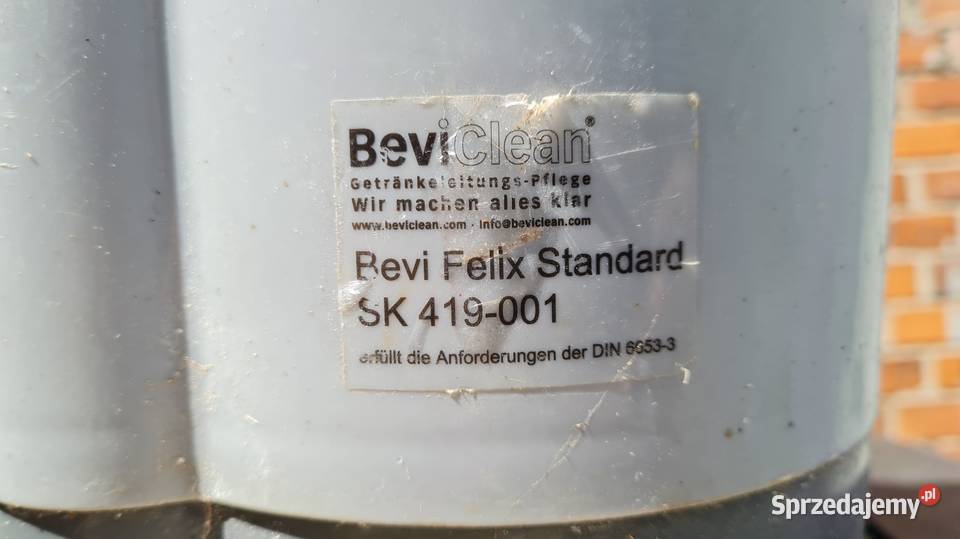 BeviClean®
Getränkeleitungs-Pflege
Wir machen alles klar
www.beviclean.com · info@beviclean.com
Bevi Felix Standard
SK 419-001
erfüllt die Anforderungen der DIN 6653-3
Sprzedajemy.pl